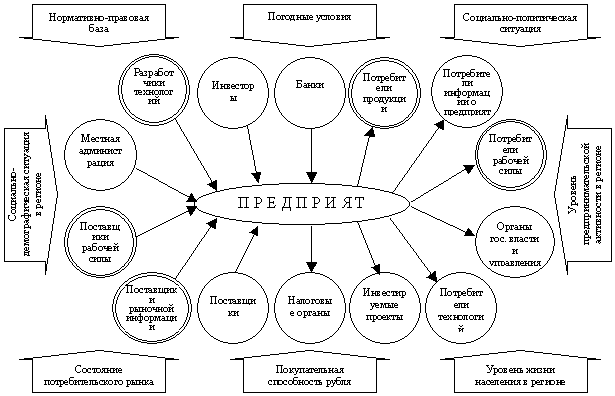 Нормативно-правовая
база
Погодные условия
Социально-политическая
ситуация
Разработ
чики технолог
ий
Инвестор
ы
Банки
Потребит
ели
продукци
и
Потребите
ли
информац
ии о
предприят
Местная
админист
рация
Потребит
ели
рабочей
силы
Социально-
демографическая ситуация
в регионе
Уровень
предпринимательской
активности в регионе
ПРЕДПРИЯТ
Поставщ
ики
рабочей
силы
Органы
гос. власти
и
управления
Поставщик
и
рыночной
информаци
и
Поставщи
ки
Налоговы
е органы
Инвестир
уемые
проекты
Потребит
ели
технологи
й
Состояние
потребительского рынка
Покупательная
способность рубля
Уровень жизни
населения в регионе